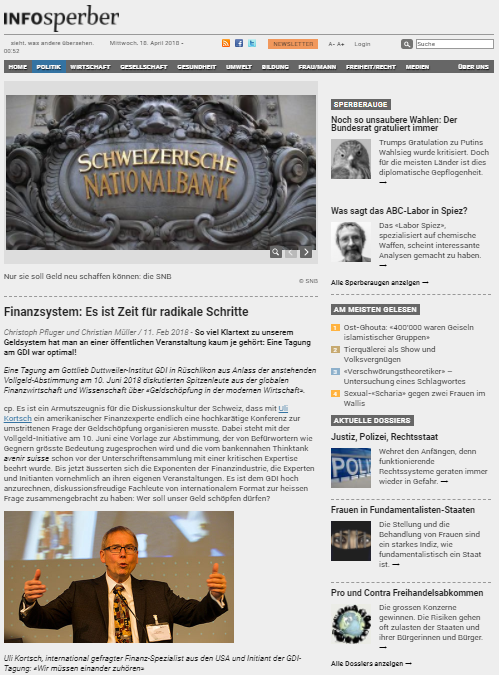 INFOsperber
sieht, was andere übersehen. Mittwoch, 18. April 2018 •
00:52
NEWSLETTER
A- A+ Login
Suche
HOME POLITIK WIRTSCHAFT GESELLSCHAFT GESUNDHEIT UMWELT BILDUNG FRAU/MANN FREIHEIT/RECHT MEDIEN ÜBER UNS
SCHWEIZERISCHE
NATIONALBANK
Nur sie soll Geld neu schaffen können: die SNB
© SNB
Finanzsystem: Es ist Zeit für radikale Schritte
Christoph Pfluger und Christian Müller / 11. Feb 2018 - So viel Klartext zu unserem
Geldsystem hat man an einer öffentlichen Veranstaltung kaum je gehört: Eine Tagung
am GDI war optimal!
Eine Tagung am Gottlieb Duttweiler-Institut GDI in Rüschlikon aus Anlass der anstehenden
Vollgeld-Abstimmung am 10. Juni 2018 diskutierten Spitzenleute aus der globalen
Finanzwirtschaft und Wissenschaft über «Geldschöpfung in der modernen Wirtschaft».
cp. Es ist ein Armutszeugnis für die Diskussionskultur der Schweiz, dass mit Uli
Kortsch ein amerikanischer Finanzexperte endlich eine hochkarätige Konferenz zur
umstrittenen Frage der Geldschöpfung organisieren musste. Dabei steht mit der
Vollgeld-Initiative am 10. Juni eine Vorlage zur Abstimmung, der von Befürwortern wie
Gegnern grösste Bedeutung zugesprochen wird und die vom bankennahen Thinktank
avenir suisse schon vor der Unterschriftensammlung mit einer kritischen Expertise
beehrt wurde. Bis jetzt äusserten sich die Exponenten der Finanzindustrie, die Experten
und Initianten vornehmlich an ihren eigenen Veranstaltungen. Es ist dem GDI hoch
anzurechnen, diskussionsfreudige Fachleute von internationalem Format zur heissen
Frage zusammengebracht zu haben: Wer soll unser Geld schöpfen dürfen?
Uli Kortsch, international gefragter Finanz-Spezialist aus den USA und Initiant der GDI-
Tagung: «Wir müssen einander zuhören»
SPERBERAUGE
Noch so unsaubere Wahlen: Der
Bundesrat gratuliert immer
Trumps Gratulation zu Putins
Wahlsieg wurde kritisiert. Doch
für die meisten Länder ist dies
diplomatische Gepflogenheit.
→
Was sagt das ABC-Labor in Spiez?
Das «Labor Spiez»,
spezialisiert auf chemische
Waffen, scheint interessante
Analysen gemacht zu haben.
→
Alle Sperberaugen anzeigen →
AM MEISTEN GELESEN
1 Ost-Ghouta: «400'000 waren Geiseln
islamistischer Gruppen»
2 Tierquälerei als Show und
Volksvergnügen
3 «Verschwörungstheoretiker» –
Untersuchung eines Schlagwortes
4 Sexual-«Scharia» gegen zwei Frauen im
Wallis
AKTUELLE DOSSIERS
Justiz, Polizei, Rechtsstaat
POLI
Wehret den Anfängen, denn
funktionierende
Rechtssysteme geraten immer
wieder in Gefahr. →
Frauen in Fundamentalisten-Staaten
Die Stellung und die
Behandlung von Frauen sind
ein starkes Indiz, wie
fundamentalistisch ein Staat
ist. →
Pro und Contra Freihandelsabkommen
Die grossen Konzerne
gewinnen. Die Risiken gehen
oft zulasten der Staaten und
ihrer Bürgerinnen und Bürger.
→
Alle Dossiers anzeigen →